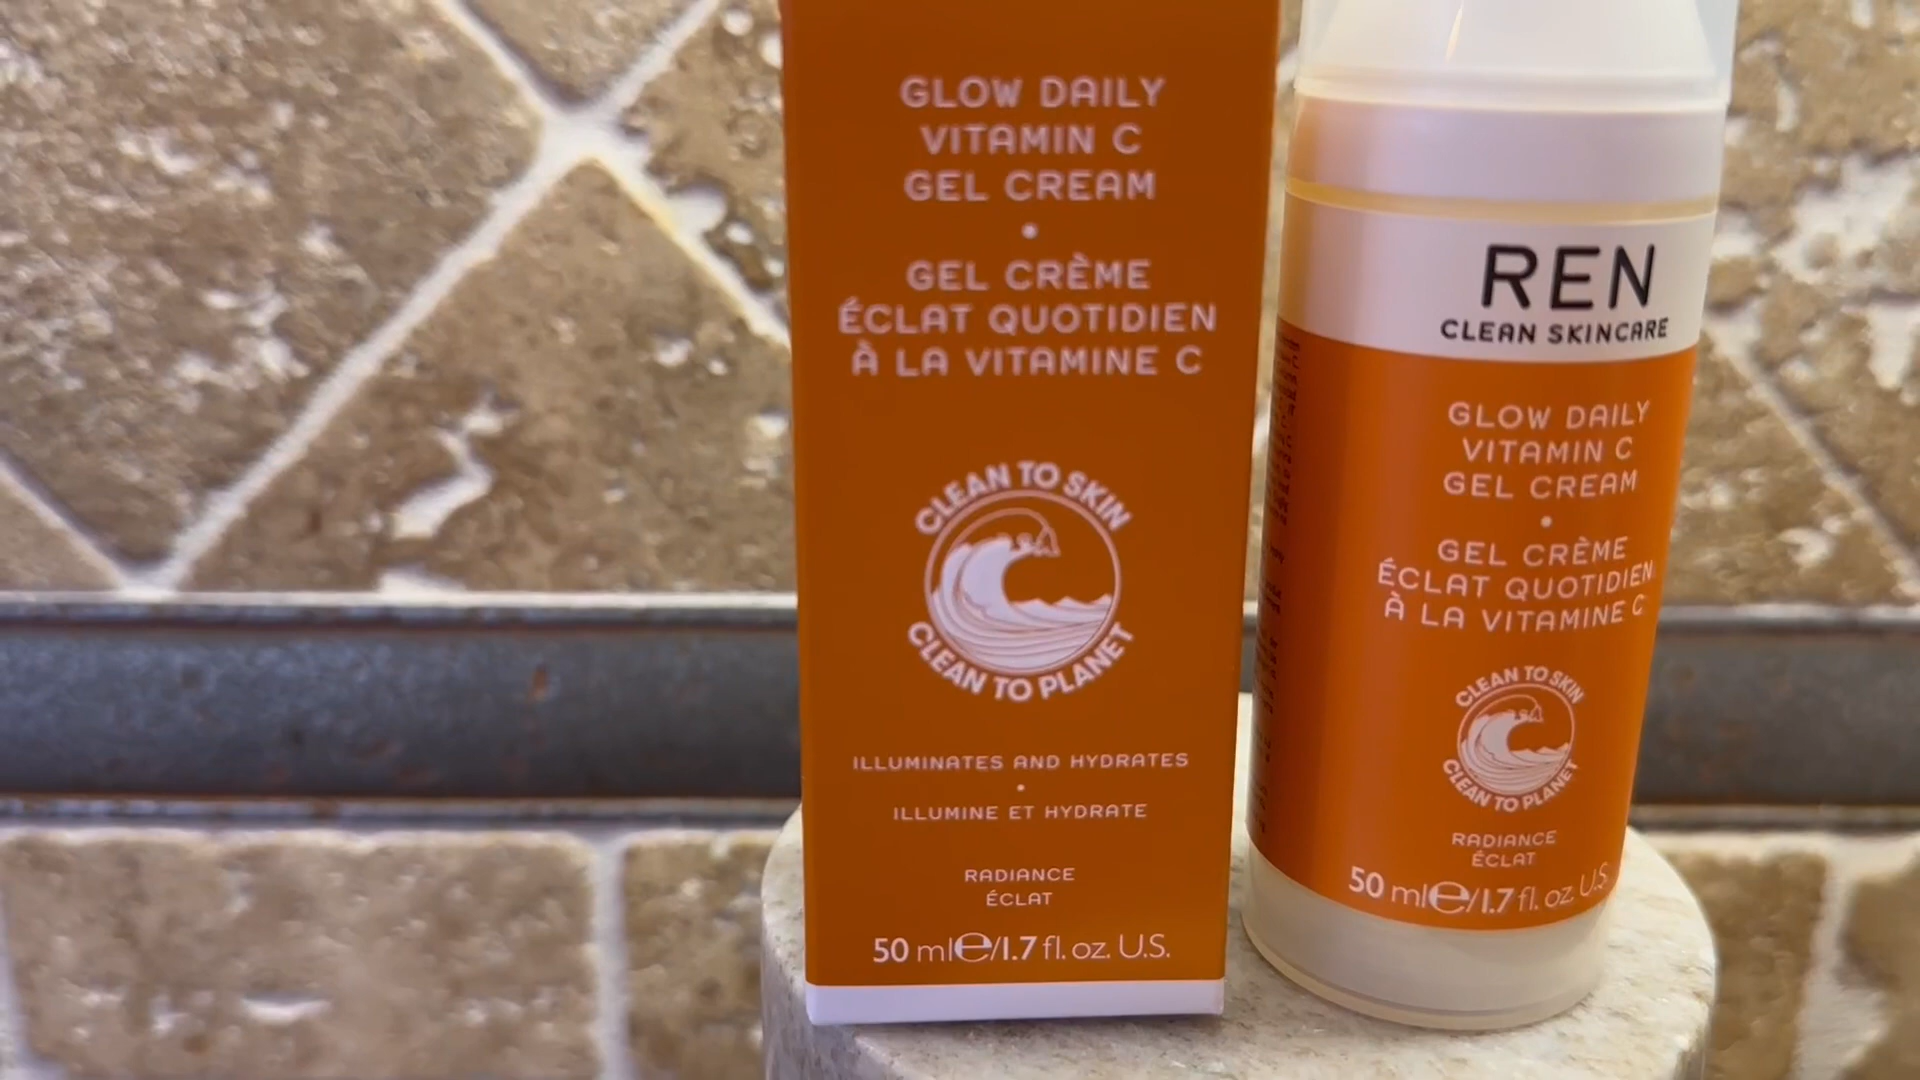 GLOW DAILY
VITAMIN C
GEL CREAM
•
GEL CRÈME
ÉCLAT QUOTIDIEN
À LA VITAMINE C
CLEAN TO SKIN
CLEAN TO PLANET
ILLUMINATES AND HYDRATES
•
ILLUMINE ET HYDRATE
RADIANCE
ÉCLAT
50 ml℮/1.7 fl. oz. U.S.
REN
CLEAN SKINCARE
GLOW DAILY
VITAMIN C
GEL CREAM
•
GEL CRÈME
ÉCLAT QUOTIDIEN
À LA VITAMINE C
CLEAN TO SKIN
CLEAN TO PLANET
RADIANCE
ÉCLAT
50 ml℮/1.7 fl. oz. U.S.